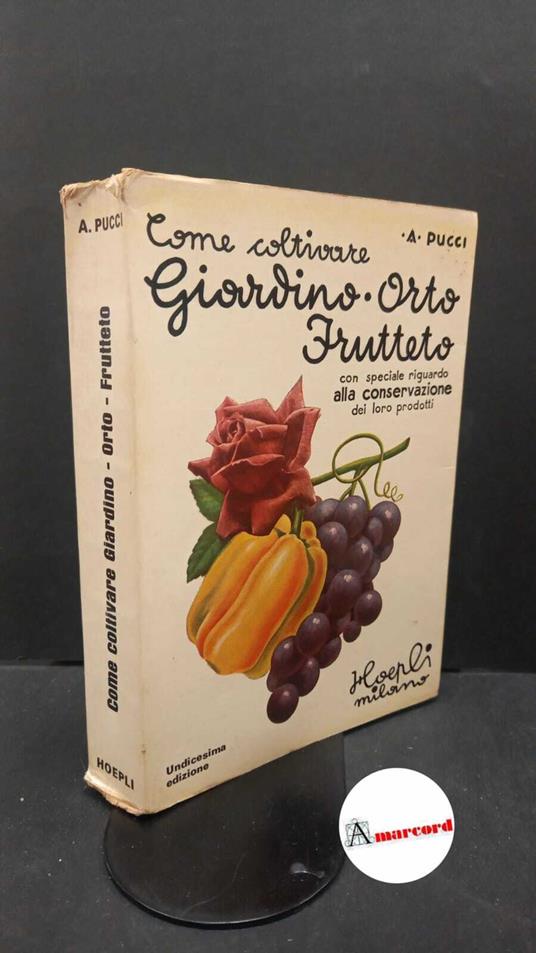 A. PUCCI
Come coltivare Giardino - Orto - Frutteto
HOEPLI
Come coltivare
·A· PUCCI
Giardino · Orto
Frutteto
con speciale riguardo
alla conservazione
dei loro prodotti
Hoepli
milano
Undicesima
edizione
Amarcord